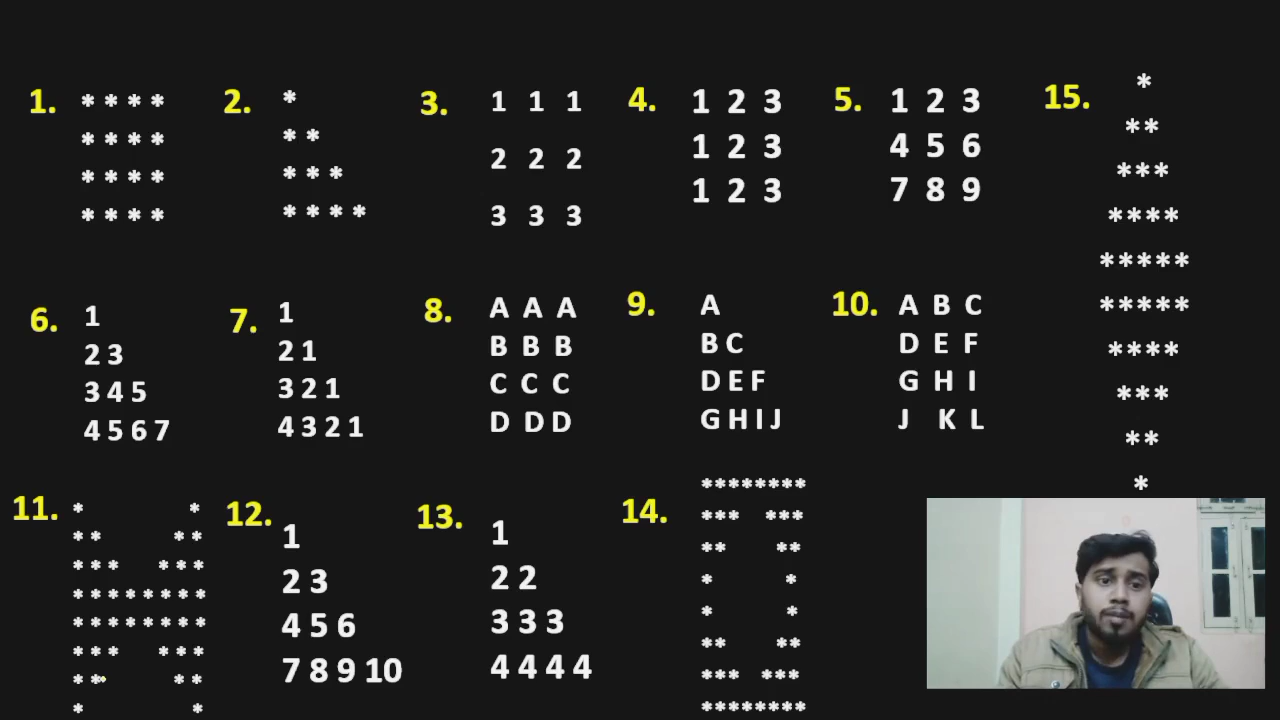 1.
* * * *
* * * *
* * * *
* * * *
2.
*
* *
* * *
* * * *
3.
1 1 1
2 2 2
3 3 3
4.
1 2 3
1 2 3
1 2 3
5.
1 2 3
4 5 6
7 8 9
15.
*
**
***
****
*****
*****
****
***
**
*
6.
1
2 3
3 4 5
4 5 6 7
7.
1
2 1
3 2 1
4 3 2 1
8.
A A A
B B B
C C C
D D D
9.
A
B C
D E F
G H I J
10.
A B C
D E F
G H I
J K L
11.
*             *
* *         * *
* * *     * * *
* * * * * * * *
* * * * * * * *
* * *     * * *
* *         * *
*             *
12.
1
2 3
4 5 6
7 8 9 10
13.
1
2 2
3 3 3
4 4 4 4
14.
********
***  ***
**    **
*      *
*      *
**    **
***  ***
********